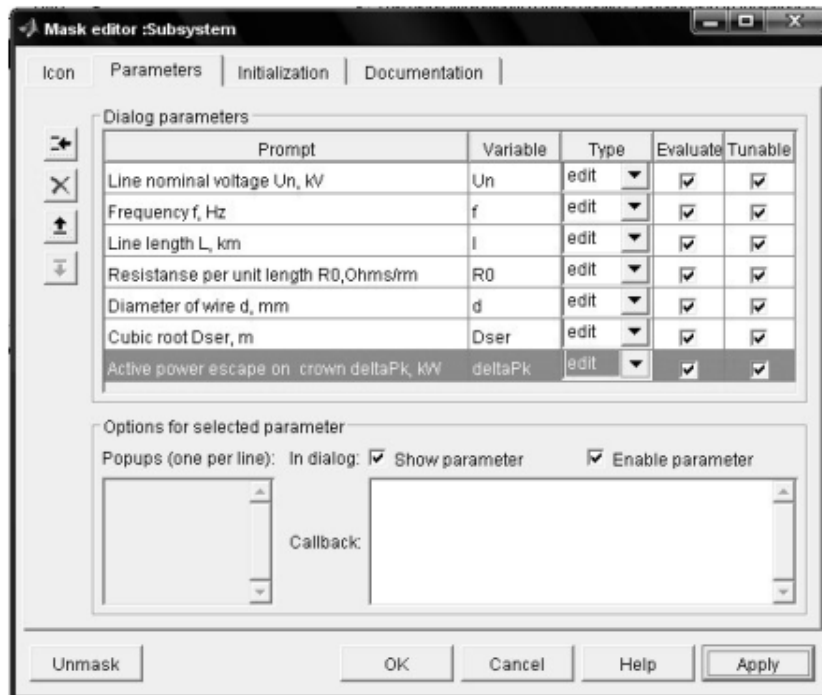 Mask editor :Subsystem
Icon Parameters Initialization Documentation
Dialog parameters
Prompt Variable Type Evaluate Tunable
Line nominal voltage Un, kV Un edit
Frequency f, Hz f edit
Line length L, km l edit
Resistanse per unit length R0,Ohms/rm R0 edit
Diameter of wire d, mm d edit
Cubic root Dser, m Dser edit
Active power escape on crown deltaPk, kW deltaPk edit
Options for selected parameter
Popups (one per line): In dialog: Show parameter Enable parameter
Callback:
Unmask OK Cancel Help Apply